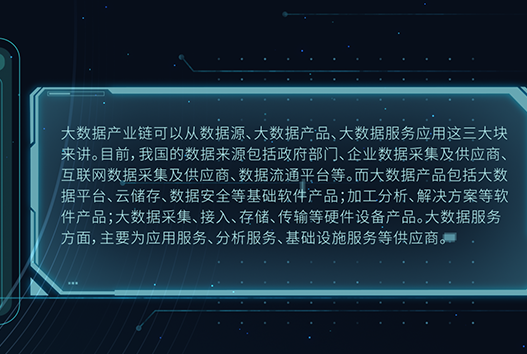 大数据产业链可以从数据源、大数据产品、大数据服务应用这三大块
来讲。目前,我国的数据来源包括政府部门、企业数据采集及供应商、
互联网数据采集及供应商、数据流通平台等。而大数据产品包括大数
据平台、云储存、数据安全等基础软件产品;加工分析、解决方案等软
件产品;大数据采集、接入、存储、传输等硬件设备产品。大数据服务
方面,主要为应用服务、分析服务、基础设施服务等供应商。